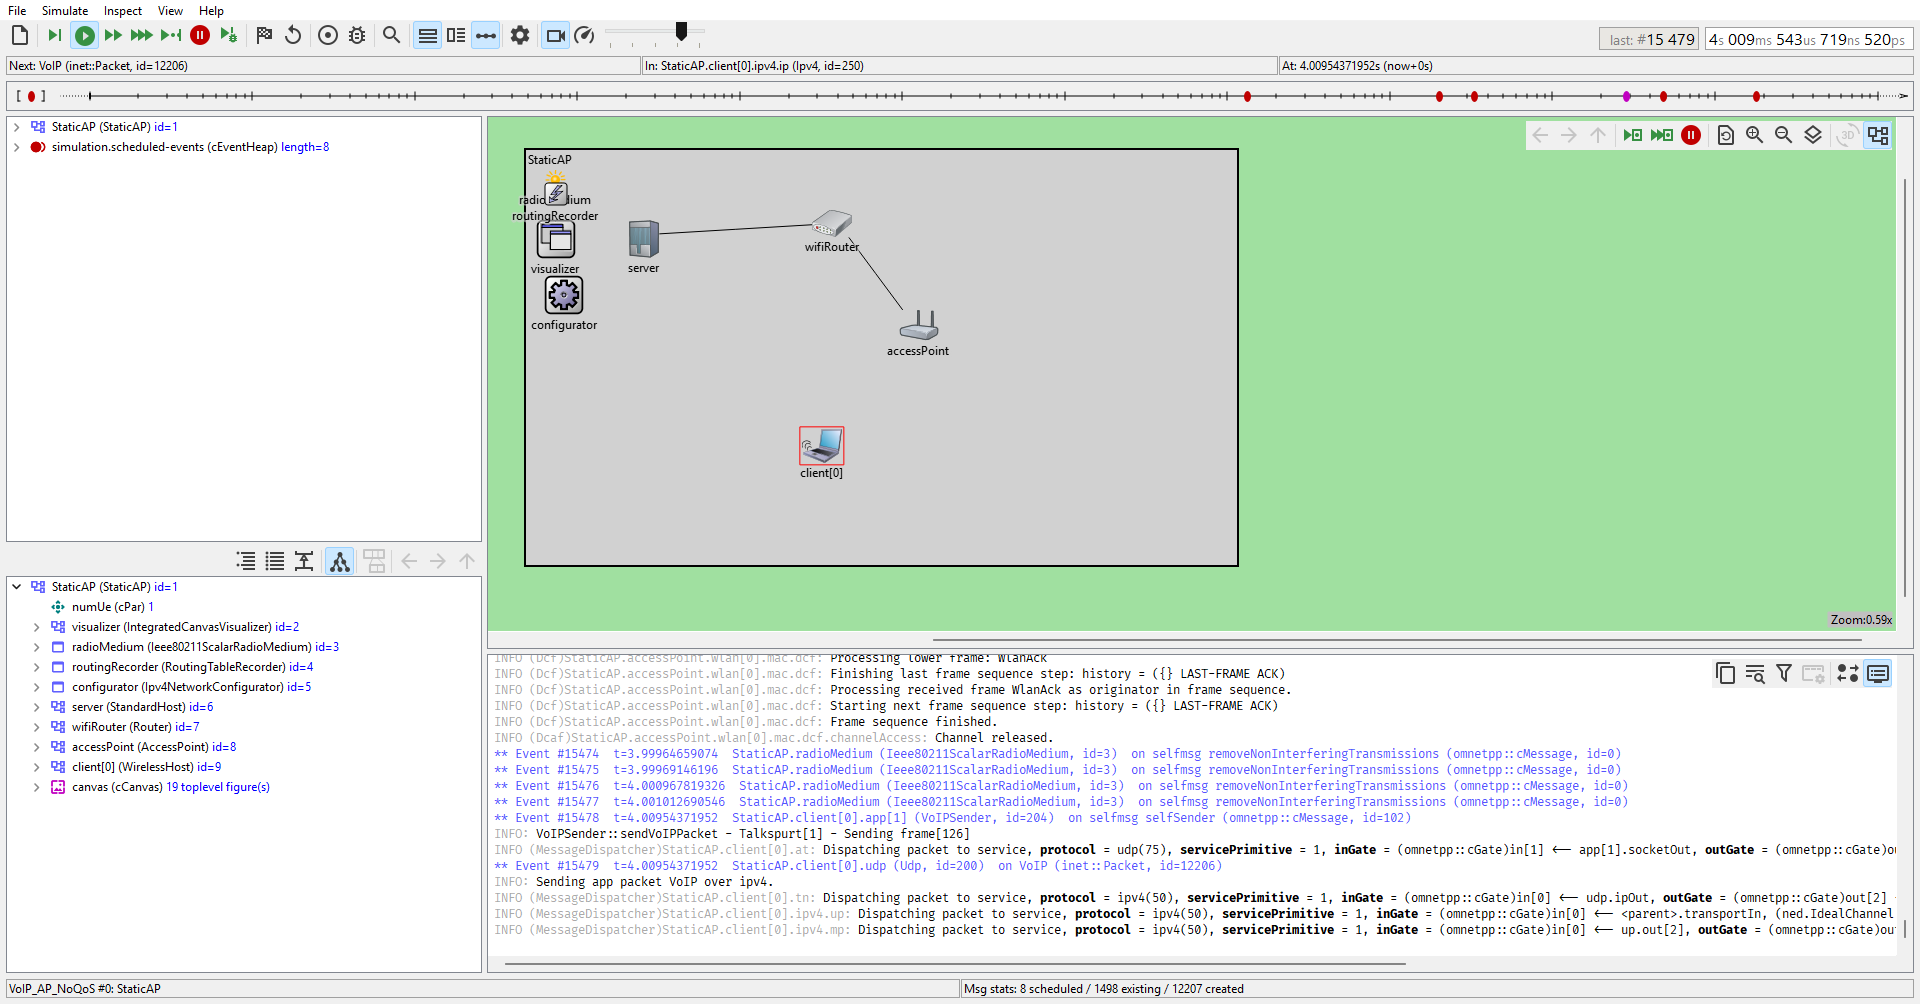 File Simulate Inspect View Help
last: #15 479
4s 009ms 543us 719ns 520ps
Next: VoIP (inet::Packet, id=12206)
In: StaticAP.client[0].ipv4.ip (Ipv4, id=250)
At: 4.00954371952s (now+0s)
StaticAP (StaticAP) id=1
simulation.scheduled-events (cEventHeap) length=8
3D
StaticAP
radioMedium
routingRecorder
visualizer
configurator
server
wifiRouter
accessPoint
client[0]
Zoom:0.59x
StaticAP (StaticAP) id=1
numUe (cPar) 1
visualizer (IntegratedCanvasVisualizer) id=2
radioMedium (Ieee80211ScalarRadioMedium) id=3
routingRecorder (RoutingTableRecorder) id=4
configurator (Ipv4NetworkConfigurator) id=5
server (StandardHost) id=6
wifiRouter (Router) id=7
accessPoint (AccessPoint) id=8
client[0] (WirelessHost) id=9
canvas (cCanvas) 19 toplevel figure(s)
INFO (Dcf)StaticAP.accessPoint.wlan[0].mac.dcf: Processing lower frame: WlanAck
INFO (Dcf)StaticAP.accessPoint.wlan[0].mac.dcf: Finishing last frame sequence step: history = ({} LAST-FRAME ACK)
INFO (Dcf)StaticAP.accessPoint.wlan[0].mac.dcf: Processing received frame WlanAck as originator in frame sequence.
INFO (Dcf)StaticAP.accessPoint.wlan[0].mac.dcf: Starting next frame sequence step: history = ({} LAST-FRAME ACK)
INFO (Dcf)StaticAP.accessPoint.wlan[0].mac.dcf: Frame sequence finished.
INFO (Dcaf)StaticAP.accessPoint.wlan[0].mac.dcf.channelAccess: Channel released.
** Event #15474 t=3.99964659074 StaticAP.radioMedium (Ieee80211ScalarRadioMedium, id=3) on selfmsg removeNonInterferingTransmissions (omnetpp::cMessage, id=0)
** Event #15475 t=3.99969146196 StaticAP.radioMedium (Ieee80211ScalarRadioMedium, id=3) on selfmsg removeNonInterferingTransmissions (omnetpp::cMessage, id=0)
** Event #15476 t=4.000967819326 StaticAP.radioMedium (Ieee80211ScalarRadioMedium, id=3) on selfmsg removeNonInterferingTransmissions (omnetpp::cMessage, id=0)
** Event #15477 t=4.001012690546 StaticAP.radioMedium (Ieee80211ScalarRadioMedium, id=3) on selfmsg removeNonInterferingTransmissions (omnetpp::cMessage, id=0)
** Event #15478 t=4.00954371952 StaticAP.client[0].app[1] (VoIPSender, id=204) on selfmsg selfSender (omnetpp::cMessage, id=102)
INFO: VoIPSender::sendVoIPPacket - Talkspurt[1] - Sending frame[126]
INFO (MessageDispatcher)StaticAP.client[0].at: Dispatching packet to service, protocol = udp(75), servicePrimitive = 1, inGate = (omnetpp::cGate)in[1] <-- app[1].socketOut, outGate = (omnetpp::cGate)ou
** Event #15479 t=4.00954371952 StaticAP.client[0].udp (Udp, id=200) on VoIP (inet::Packet, id=12206)
INFO: Sending app packet VoIP over ipv4.
INFO (MessageDispatcher)StaticAP.client[0].tn: Dispatching packet to service, protocol = ipv4(50), servicePrimitive = 1, inGate = (omnetpp::cGate)in[0] <-- udp.ipOut, outGate = (omnetpp::cGate)out[2]
INFO (MessageDispatcher)StaticAP.client[0].ipv4.up: Dispatching packet to service, protocol = ipv4(50), servicePrimitive = 1, inGate = (omnetpp::cGate)in[0] <-- <parent>.transportIn, (ned.IdealChannel
INFO (MessageDispatcher)StaticAP.client[0].ipv4.mp: Dispatching packet to service, protocol = ipv4(50), servicePrimitive = 1, inGate = (omnetpp::cGate)in[0] <-- up.out[2], outGate = (omnetpp::cGate)ou
VoIP_AP_NoQoS #0: StaticAP
Msg stats: 8 scheduled / 1498 existing / 12207 created